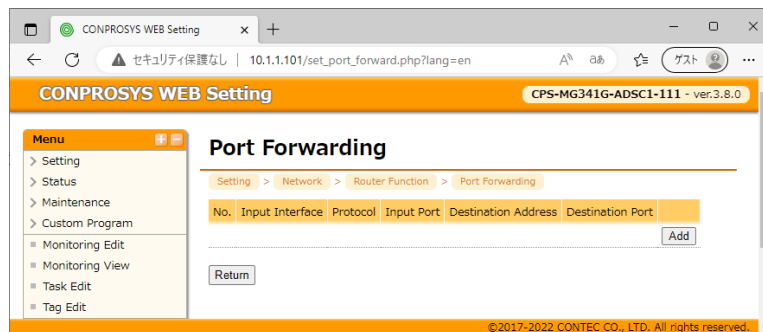 CONPROSYS WEB Setting
セキュリティ保護なし | 10.1.1.101/set_port_forward.php?lang=en
ゲスト
CONPROSYS WEB Setting
CPS-MG341G-ADSC1-111 - ver.3.8.0
Menu
Setting
Status
Maintenance
Custom Program
Monitoring Edit
Monitoring View
Task Edit
Tag Edit
Port Forwarding
Setting > Network > Router Function > Port Forwarding
No. Input Interface Protocol Input Port Destination Address Destination Port
Add
Return
©2017-2022 CONTEC CO., LTD. All rights reserved.